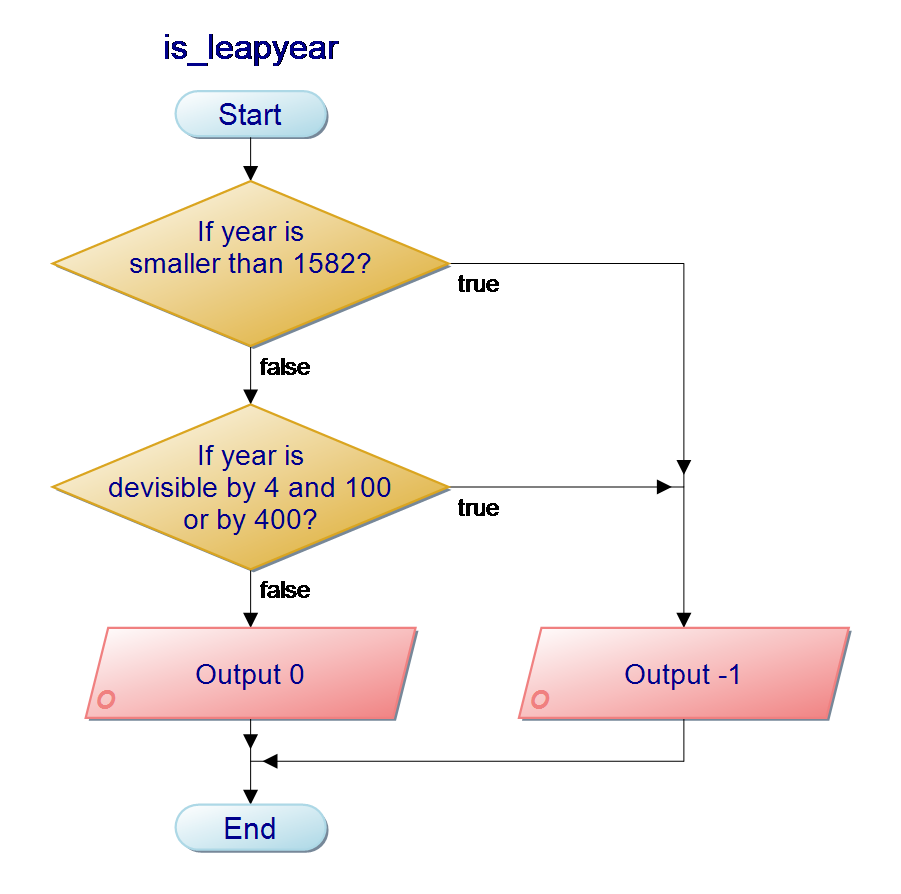 is_leapyear
Start
If year is
smaller than 1582?
true
false
If year is
devisible by 4 and 100
or by 400?
true
false
Output 0
Output -1
End